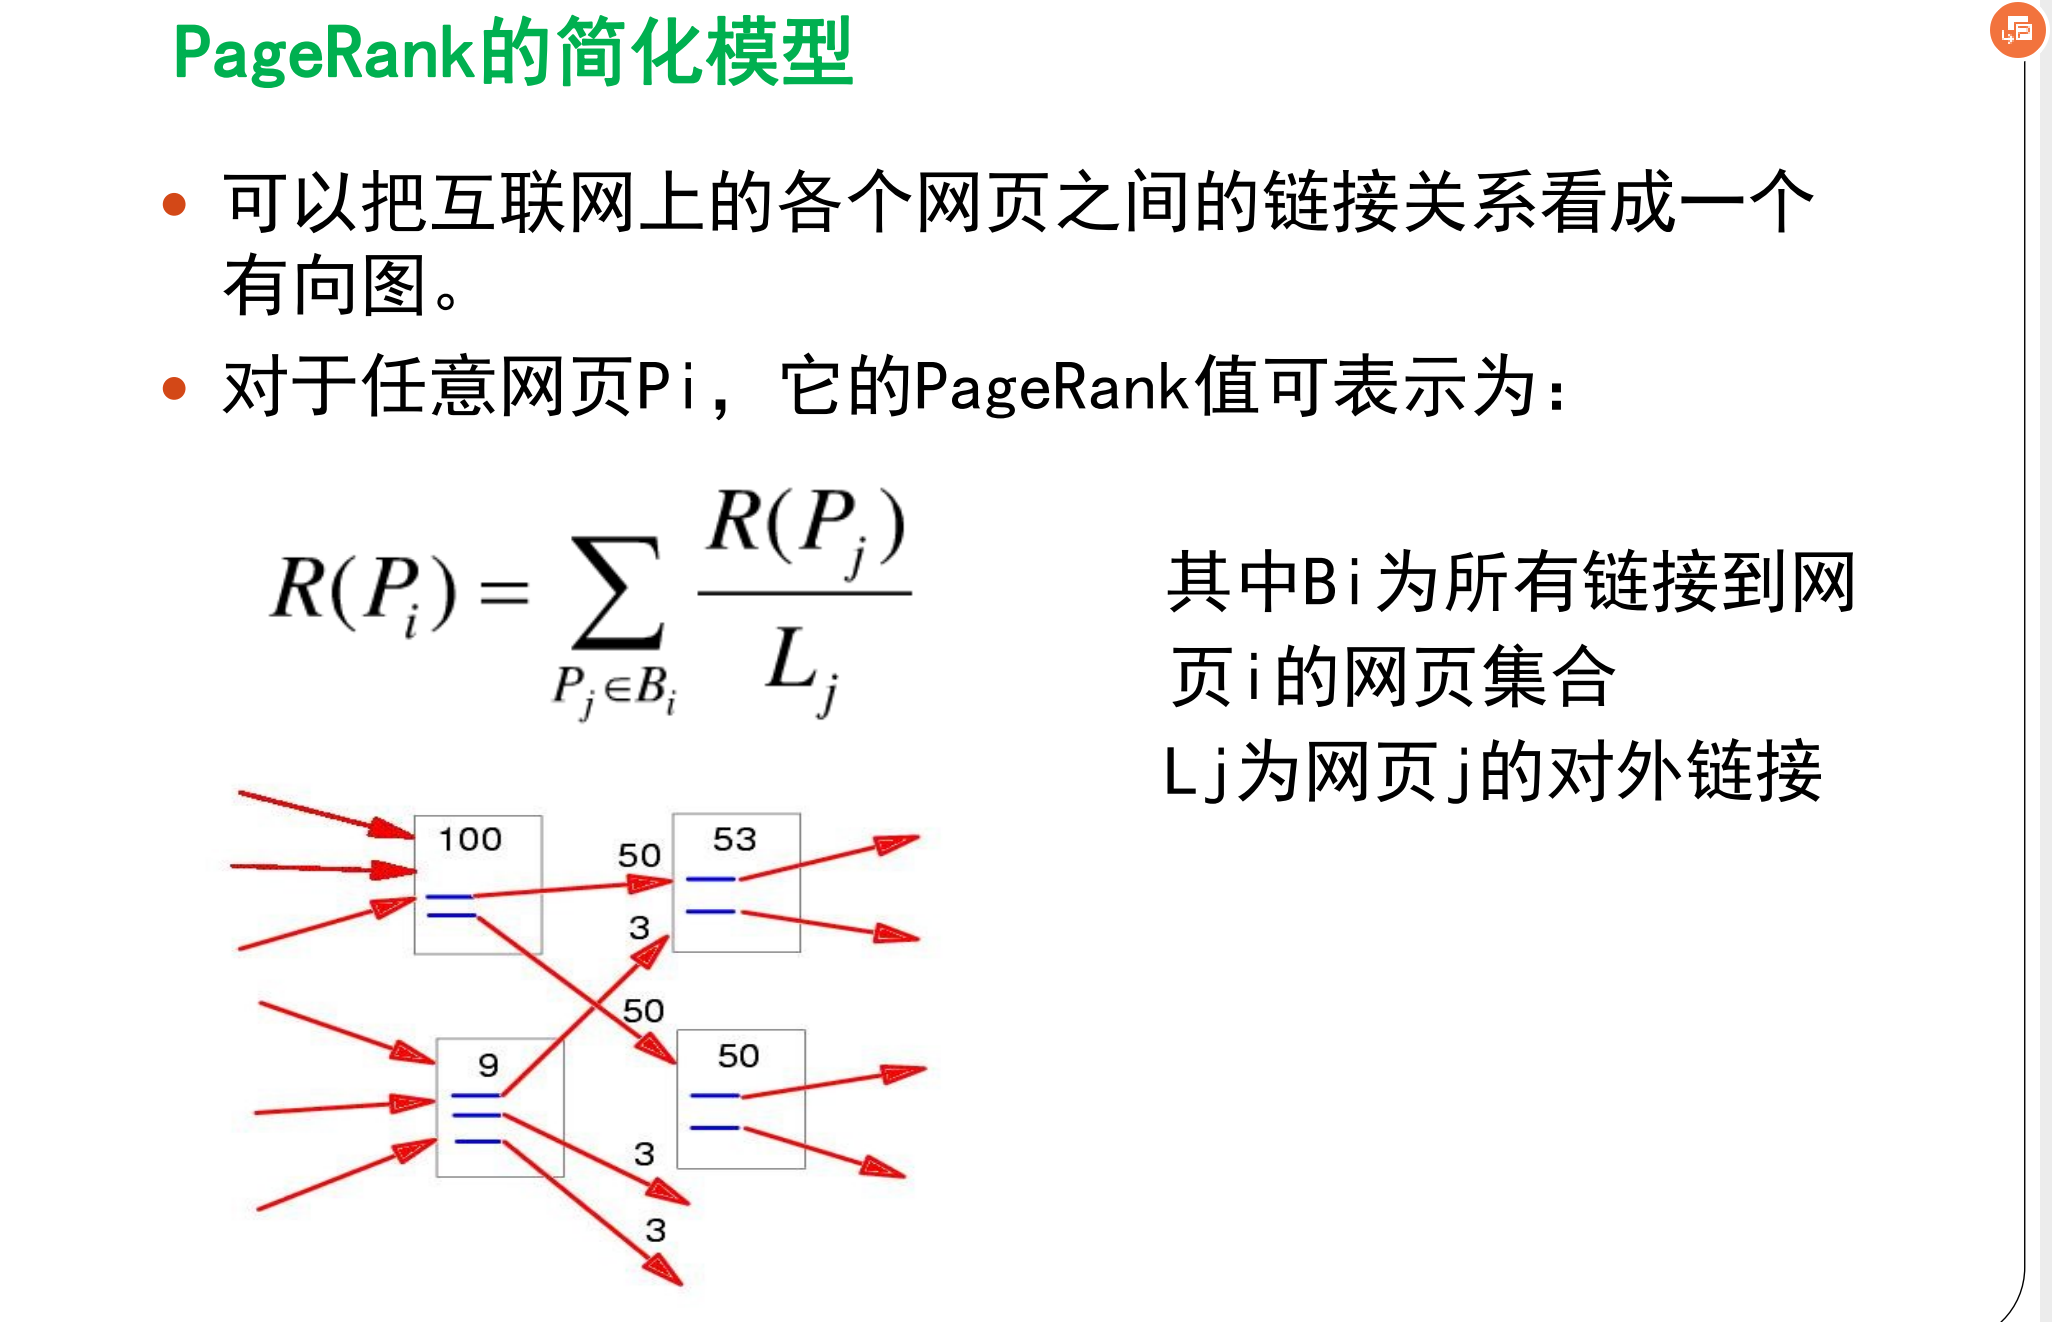 PageRank的简化模型
可以把互联网上的各个网页之间的链接关系看成一个
有向图。
对于任意网页Pi，它的PageRank值可表示为：
R(P_i) = ∑_{P_j∈B_i} R(P_j) / L_j
其中Bi为所有链接到网
页i的网页集合
Lj为网页j的对外链接
100
50
53
3
50
9
50
3
3